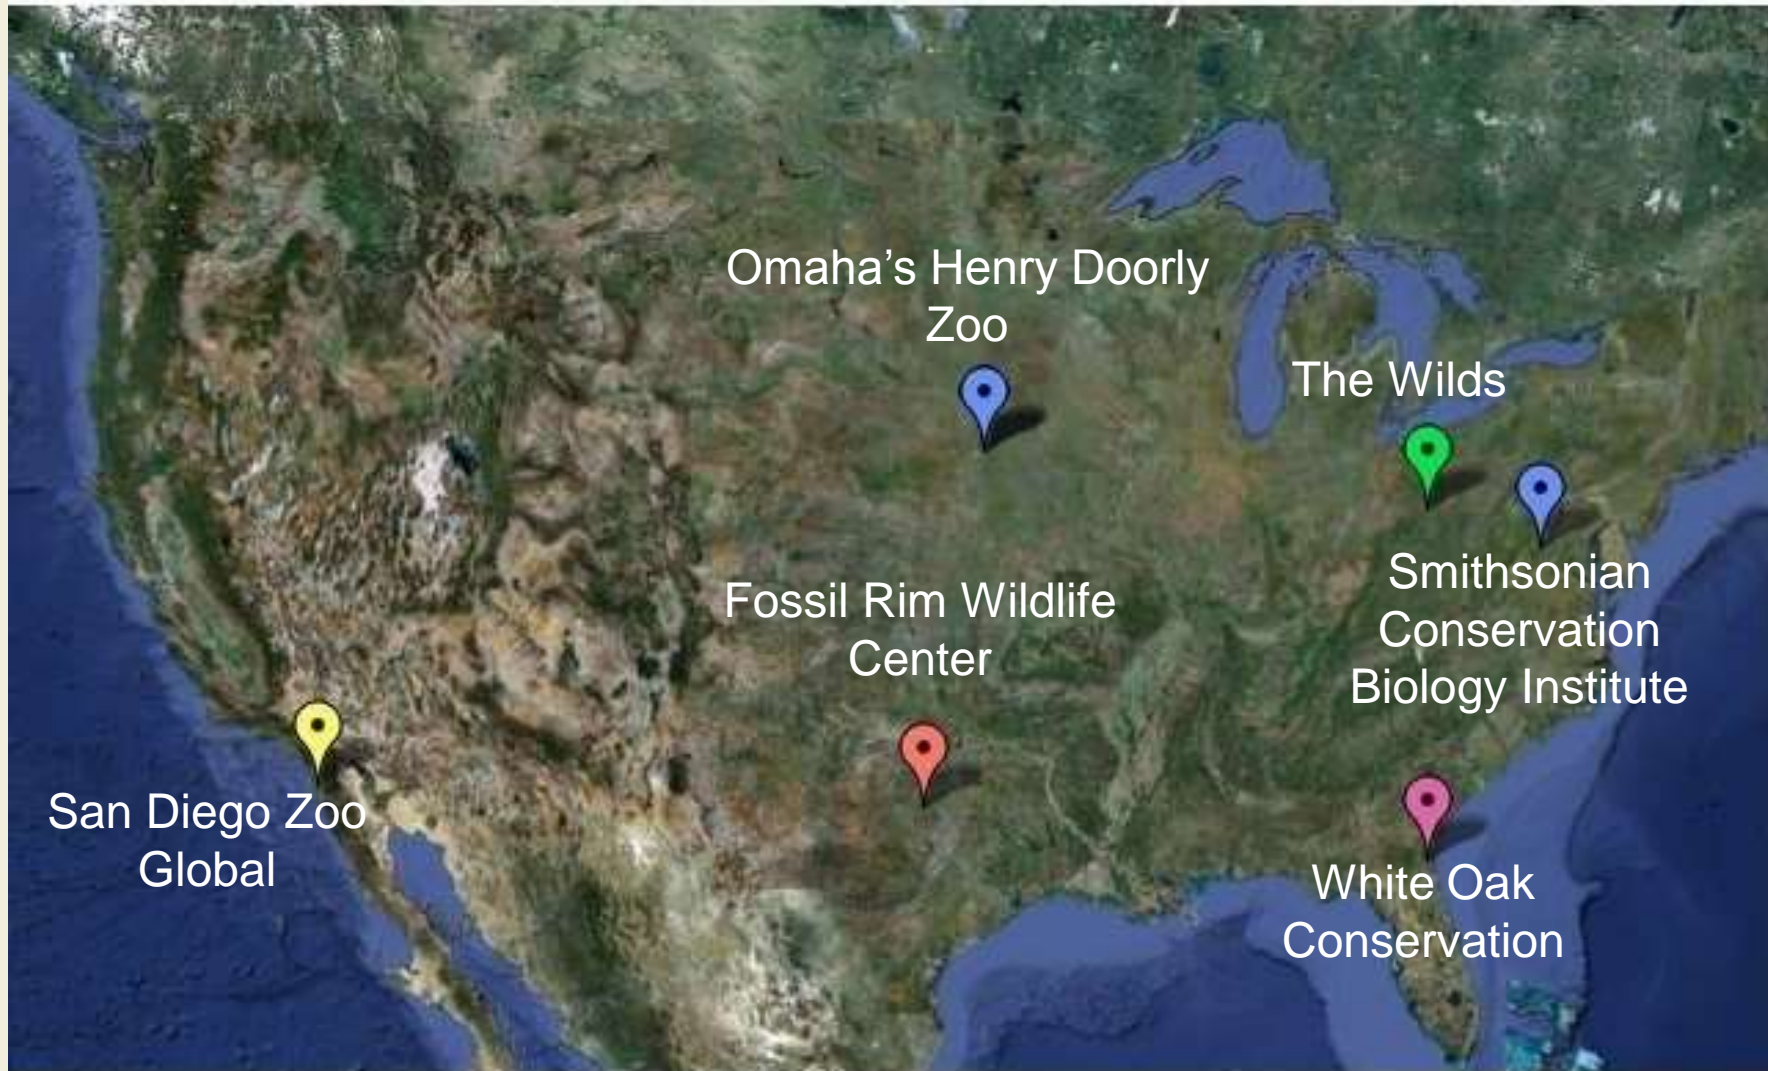 Omaha’s Henry Doorly
Zoo
The Wilds
Smithsonian
Conservation
Biology Institute
Fossil Rim Wildlife
Center
San Diego Zoo
Global
White Oak
Conservation